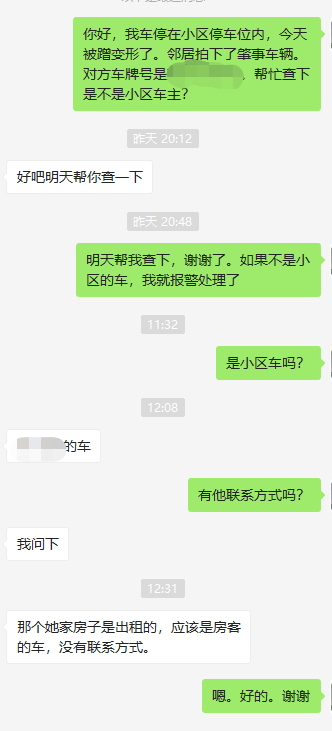 你好，我车停在小区停车位内，今天
被蹭变形了。邻居拍下了肇事车辆。
对方车牌号是
。帮忙查下
是不是小区车主？
昨天 20:12
好吧明天帮你查一下
昨天 20:48
明天帮我查下，谢谢了。如果不是小
区的车，我就报警处理了
11:32
是小区车吗？
12:08
的车
有他联系方式吗？
我问下
12:31
那个她家房子是出租的，应该是房客
的车，没有联系方式。
嗯。好的。谢谢